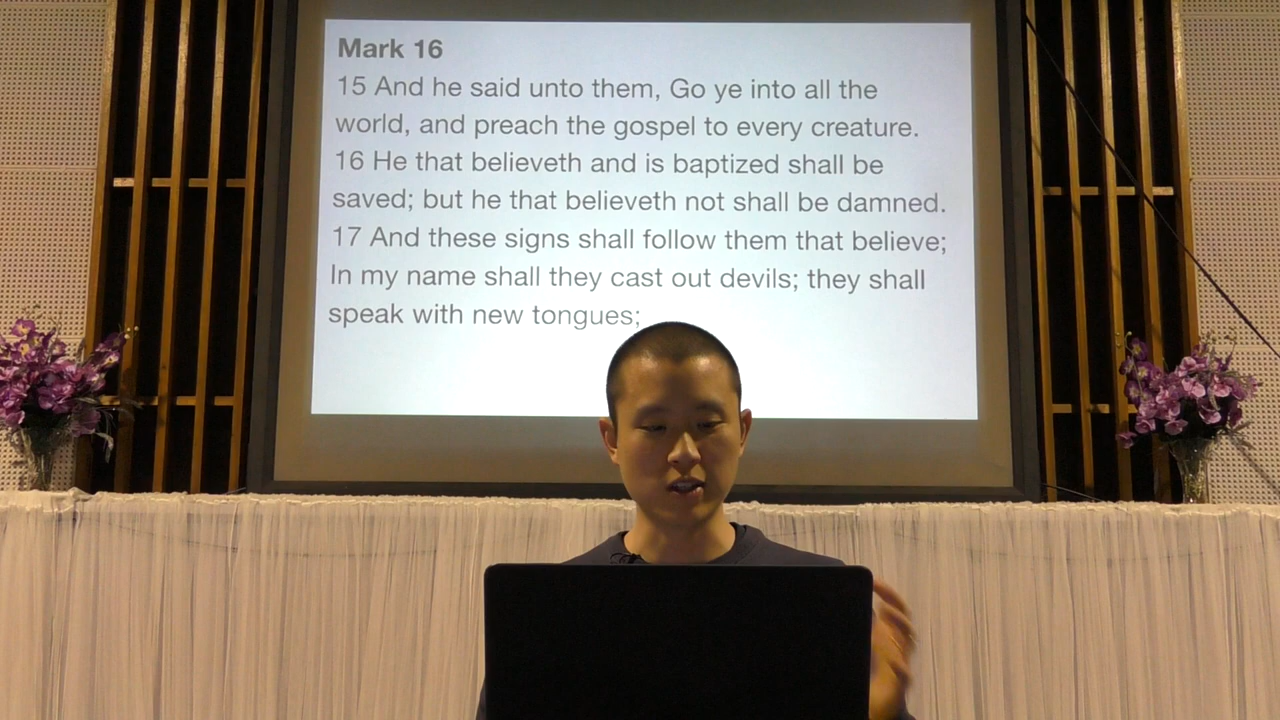 Mark 16
15 And he said unto them, Go ye into all the
world, and preach the gospel to every creature.
16 He that believeth and is baptized shall be
saved; but he that believeth not shall be damned.
17 And these signs shall follow them that believe;
In my name shall they cast out devils; they shall
speak with new tongues;